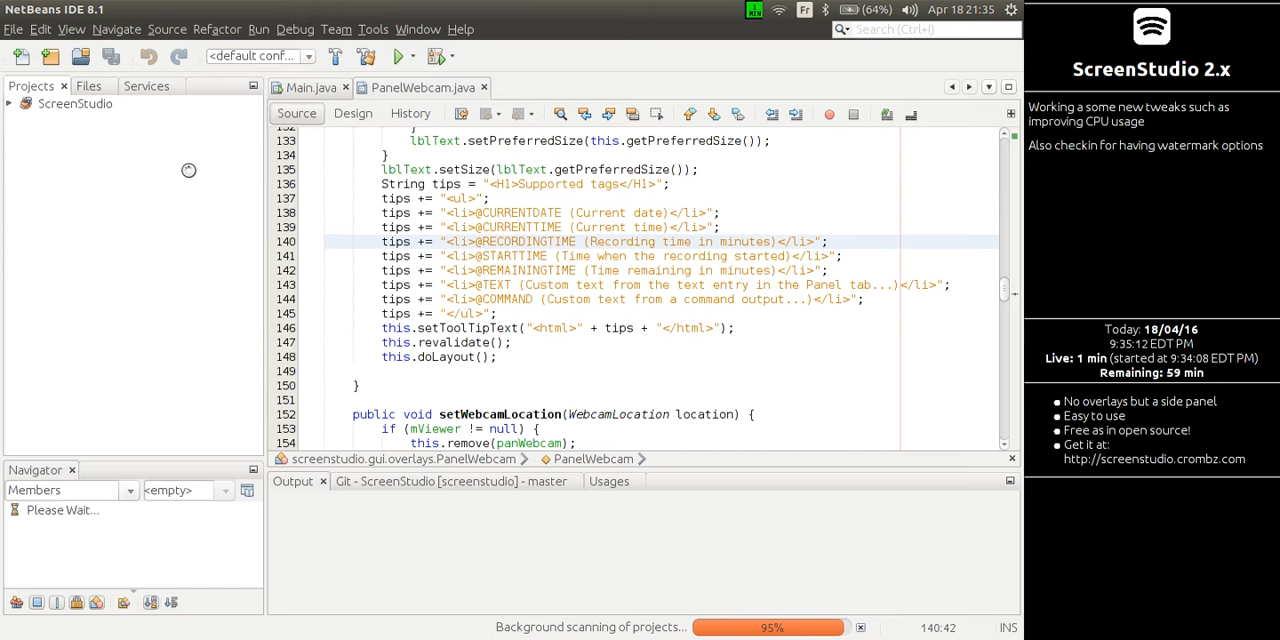 NetBeans IDE 8.1
1 MIN Fr (64%) Apr 18 21:35
File Edit View Navigate Source Refactor Run Debug Team Tools Window Help
Search (Ctrl+I)
<default conf...
Projects Files Services
ScreenStudio
Main.java PanelWebcam.java
Source Design History
132 }
133 lblText.setPreferredSize(this.getPreferredSize());
134 }
135 lblText.setSize(lblText.getPreferredSize());
136 String tips = "<H1>Supported tags</H1>";
137 tips += "<ul>";
138 tips += "<li>@CURRENTDATE (Current date)</li>";
139 tips += "<li>@CURRENTTIME (Current time)</li>";
140 tips += "<li>@RECORDINGTIME (Recording time in minutes)</li>";
141 tips += "<li>@STARTTIME (Time when the recording started)</li>";
142 tips += "<li>@REMAININGTIME (Time remaining in minutes)</li>";
143 tips += "<li>@TEXT (Custom text from the text entry in the Panel tab...)</li>";
144 tips += "<li>@COMMAND (Custom text from a command output...)</li>";
145 tips += "</ul>";
146 this.setToolTipText("<html>" + tips + "</html>");
147 this.revalidate();
148 this.doLayout();
149
150 }
151
152 public void setWebcamLocation(WebcamLocation location) {
153 if (mViewer != null) {
154 this.remove(panWebcam);
screenstudio.gui.overlays.PanelWebcam PanelWebcam
Navigator
Members <empty>
Please Wait...
Output Git - ScreenStudio [screenstudio] - master Usages
Background scanning of projects... 95% 140:42 INS
ScreenStudio 2.x
Working a some new tweaks such as
improving CPU usage
Also checkin for having watermark options
Today: 18/04/16
9:35:12 EDT PM
Live: 1 min (started at 9:34:08 EDT PM)
Remaining: 59 min
No overlays but a side panel
Easy to use
Free as in open source!
Get it at:
http://screenstudio.crombz.com